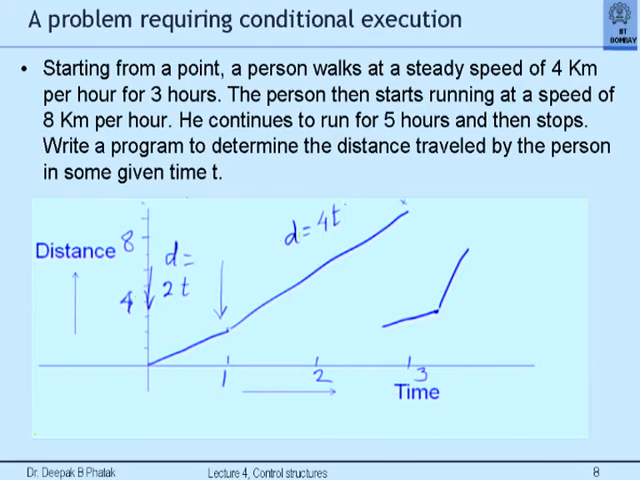 A problem requiring conditional execution
IIT
BOMBAY
• Starting from a point, a person walks at a steady speed of 4 Km
per hour for 3 hours. The person then starts running at a speed of
8 Km per hour. He continues to run for 5 hours and then stops.
Write a program to determine the distance traveled by the person
in some given time t.
d = 4t
Distance 8
d =
2t
4
1
2
3
Time
Dr. Deepak B Phatak
Lecture 4, Control structures
8